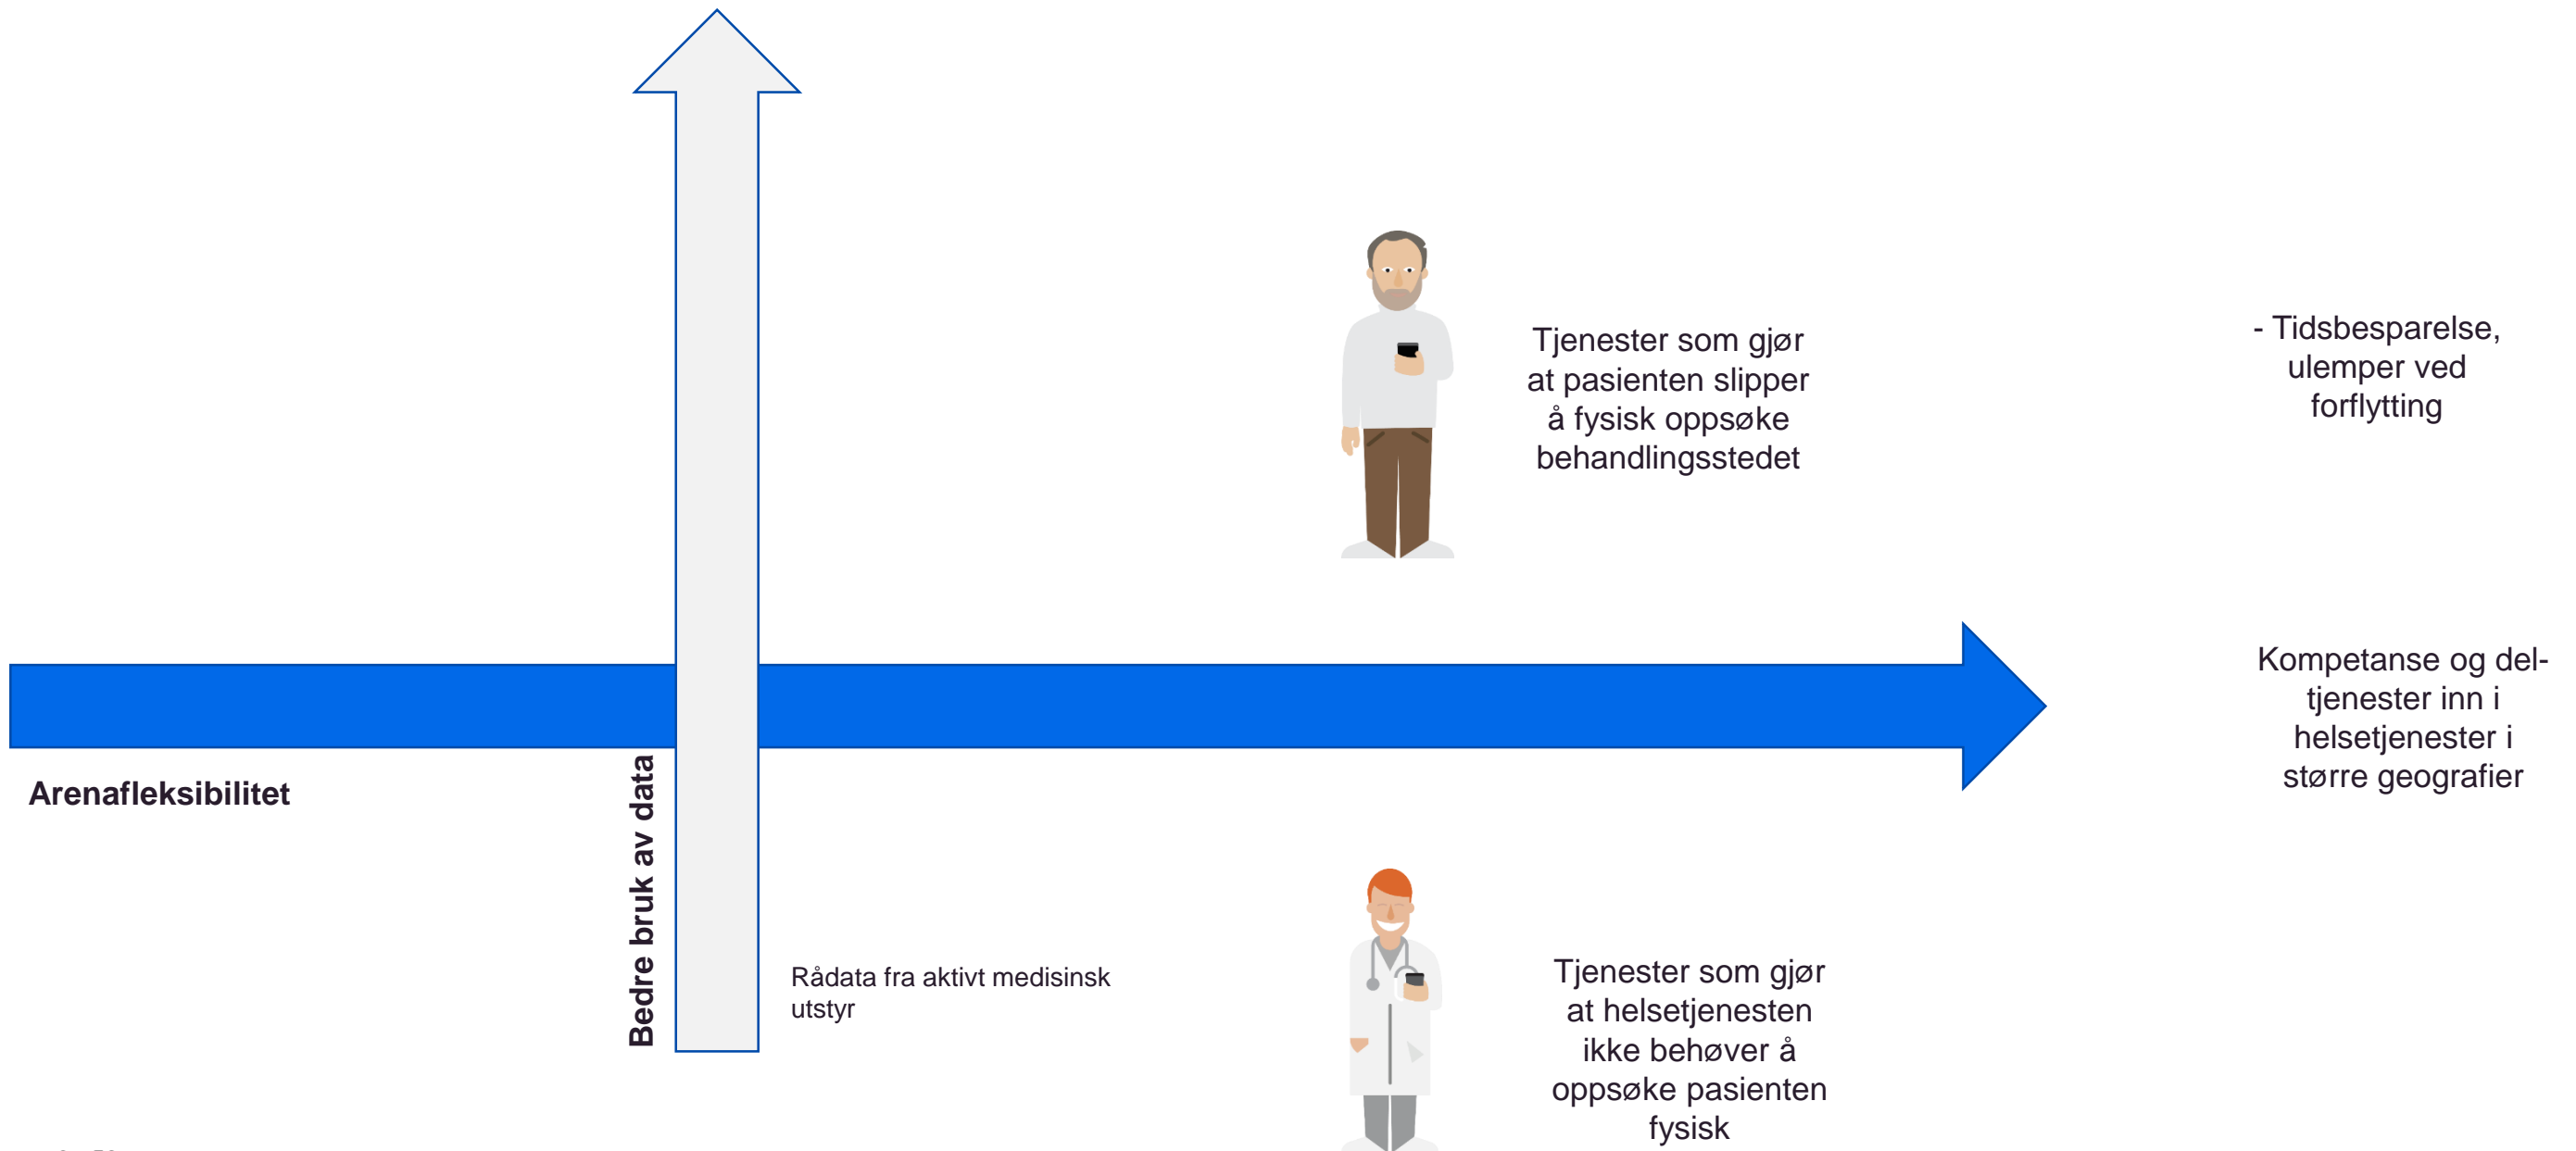 Tjenester som gjør
at pasienten slipper
å fysisk oppsøke
behandlingsstedet
- Tidsbesparelse,
ulemper ved
forflytting
Kompetanse og del-
tjenester inn i
helsetjenester i
større geografier
Arenafleksibilitet
Bedre bruk av data
Rådata fra aktivt medisinsk
utstyr
Tjenester som gjør
at helsetjenesten
ikke behøver å
oppsøke pasienten
fysisk